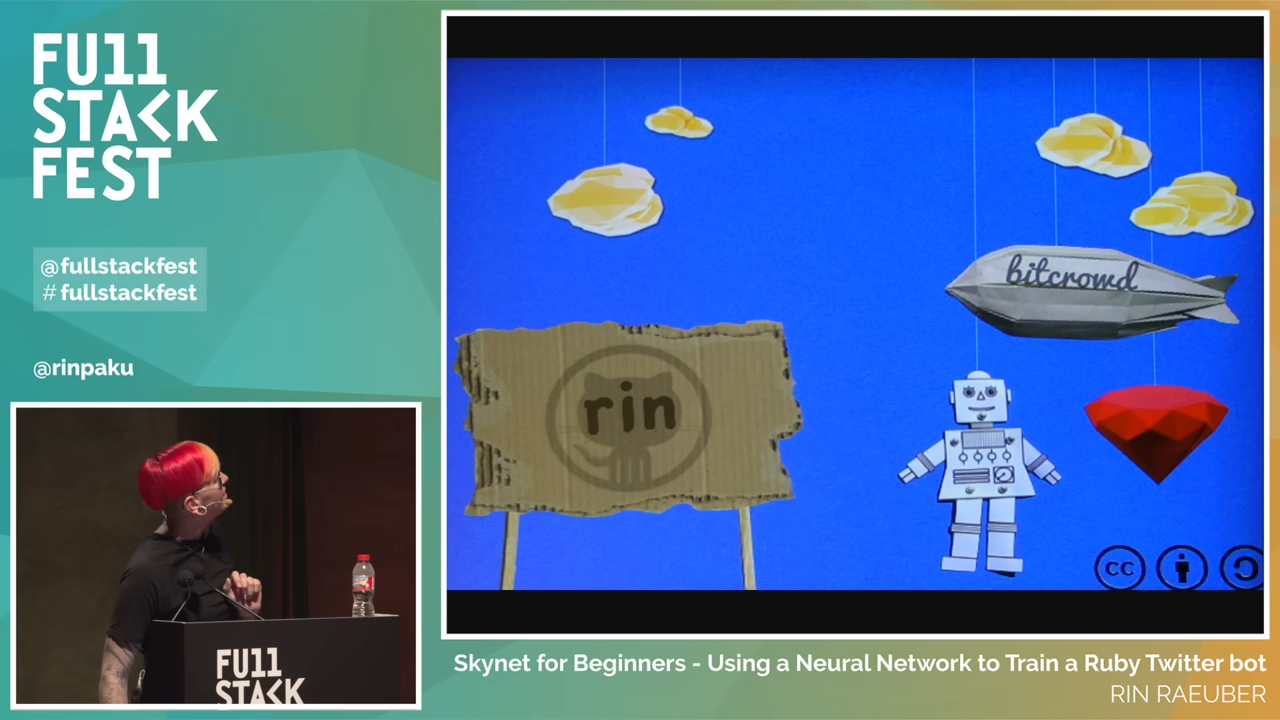 FU11
STACK
FEST
@fullstackfest
# fullstackfest
@rinpaku
bitcrowd
rin
cc
FU11
STACK
Skynet for Beginners - Using a Neural Network to Train a Ruby Twitter bot
RIN RAEUBER